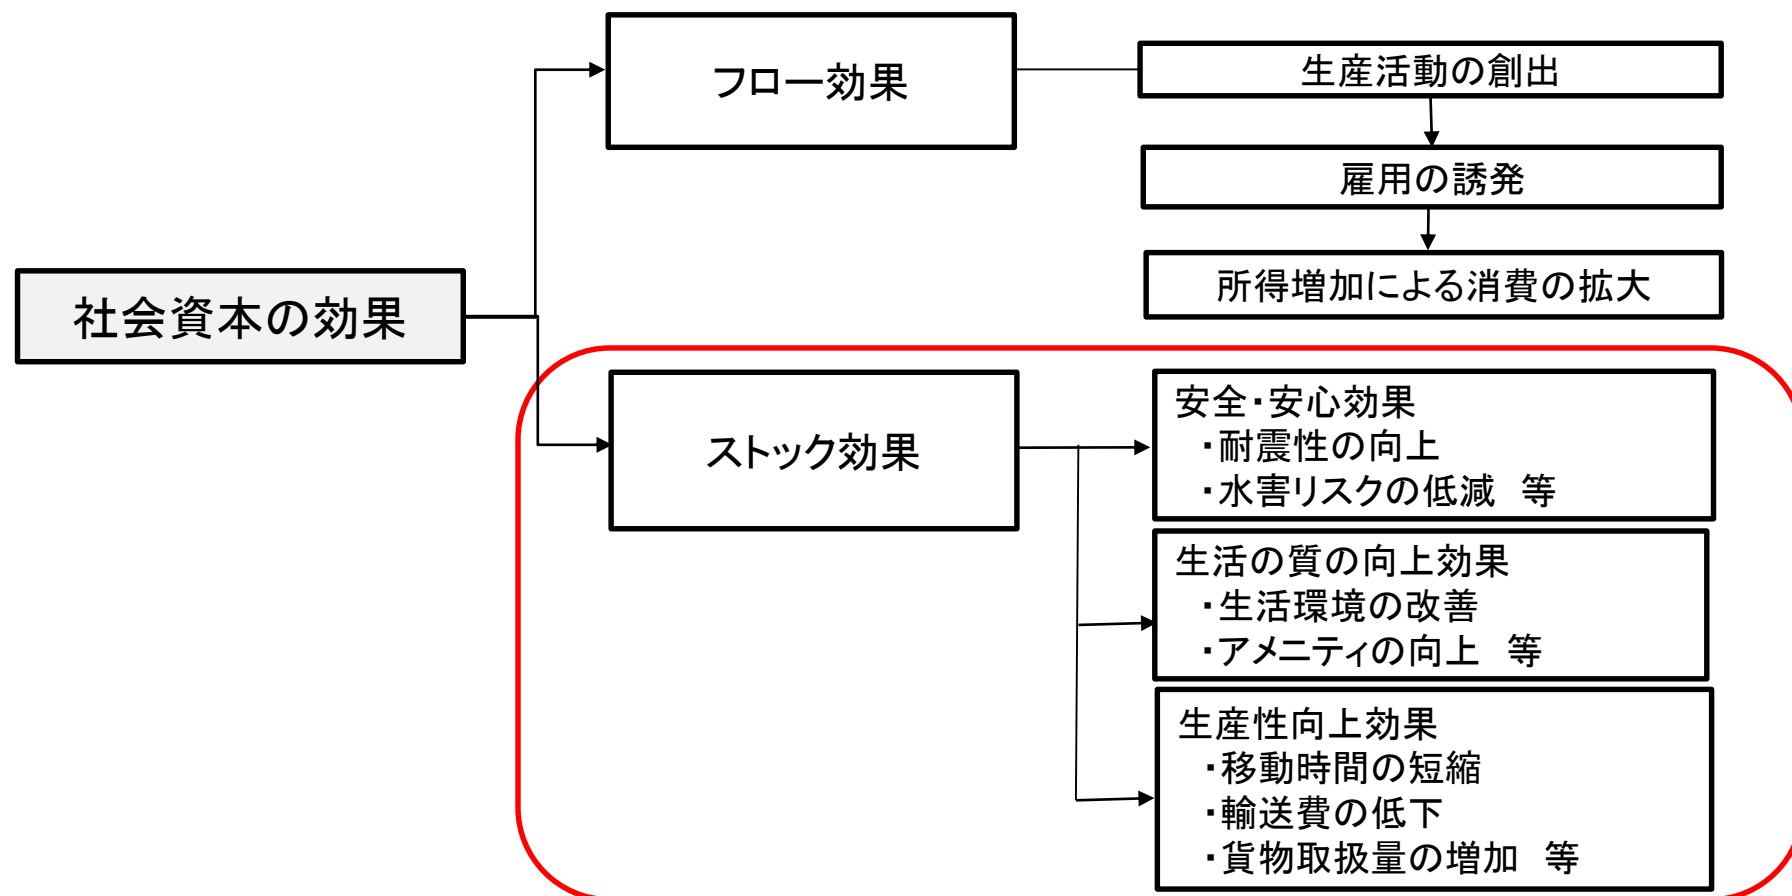 社会資本の効果
フロー効果
生産活動の創出
雇用の誘発
所得増加による消費の拡大
ストック効果
安全・安心効果
・耐震性の向上
・水害リスクの低減　等
生活の質の向上効果
・生活環境の改善
・アメニティの向上　等
生産性向上効果
・移動時間の短縮
・輸送費の低下
・貨物取扱量の増加　等